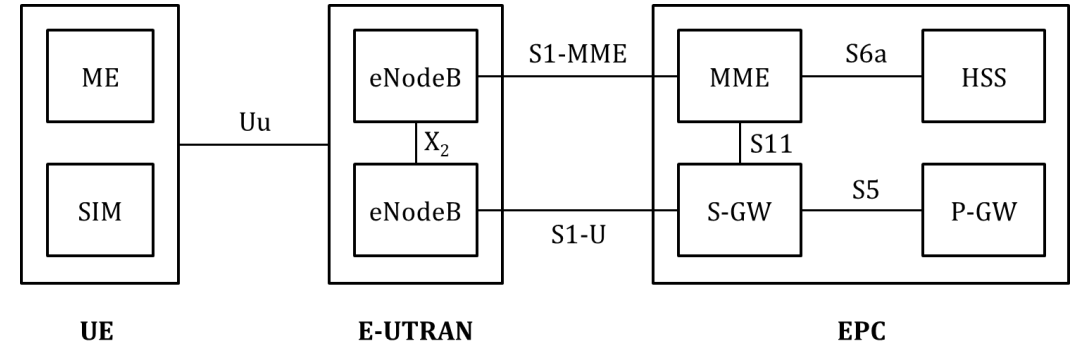 S1-MME
S6a
ME
eNodeB
MME
HSS
Uu
X₂
S11
S5
SIM
eNodeB
S-GW
P-GW
S1-U
UE
E-UTRAN
EPC